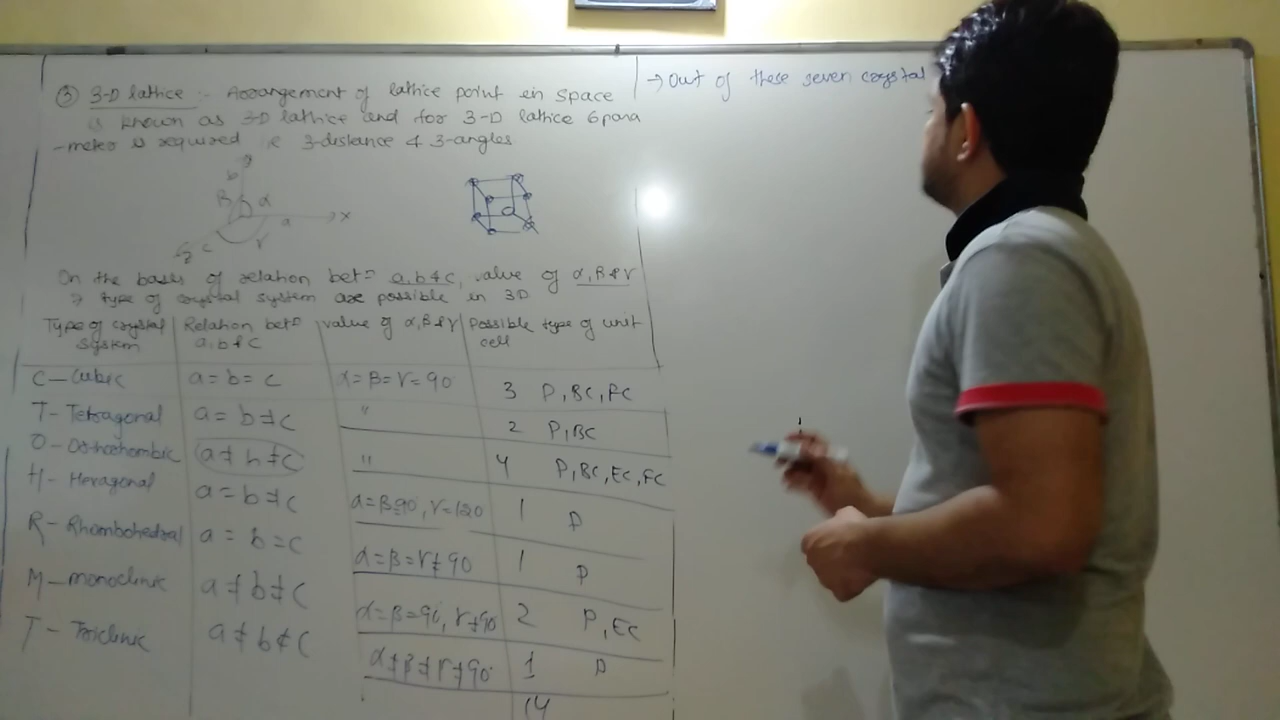 ③ 3-D lattice :- Arrangement of lattice point in space
is known as 3D lattice and for 3-D lattice 6 para
-meter is required i.e 3-distance & 3-angles
y
b
β α
a x
z c γ
On the bases of relation betⁿ a, b & c, value of α, β & γ
7 type of crystal system are possible in 3D
Type of crystal system | Relation betⁿ a, b & c | value of α, β & γ | Possible type of unit cell
C - Cubic a = b = c α = β = γ = 90 3 P, BC, FC
T - Tetragonal a = b ≠ c " 2 P, BC
O - Orthorhombic a ≠ b ≠ c " 4 P, BC, EC, FC
H - Hexagonal a = b ≠ c α = β = 90, γ = 120 1 P
R - Rhombohedral a = b = c α = β = γ ≠ 90 1 P
M - monoclinic a ≠ b ≠ c α = β = 90, γ ≠ 90 2 P, EC
T - Triclinic a ≠ b ≠ c α ≠ β ≠ γ ≠ 90 1 P
14
→ Out of these seven crystal